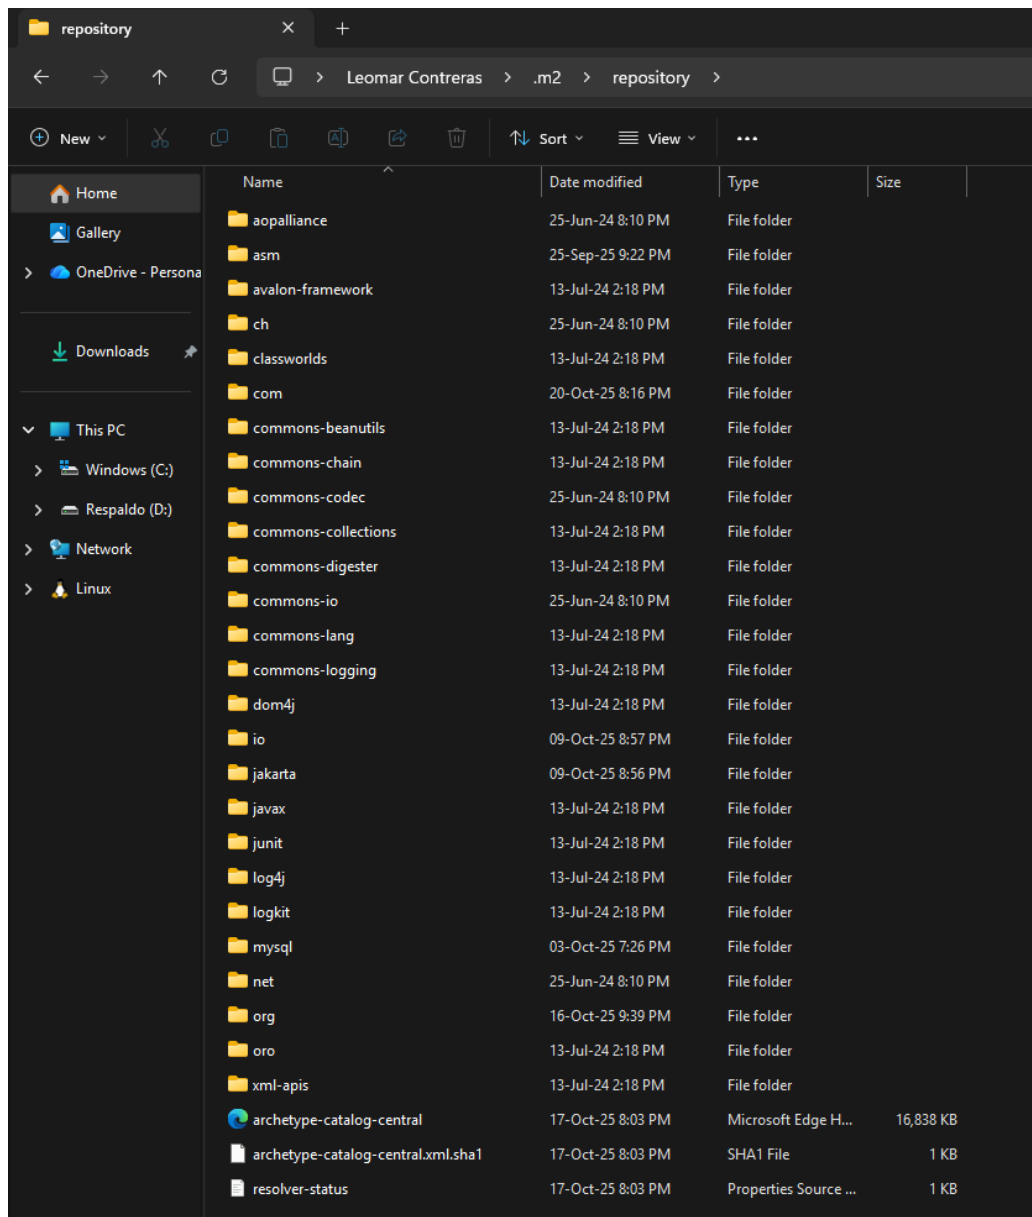 repository
Leomar Contreras > .m2 > repository >
New Sort View
Name Date modified Type Size
Home
Gallery
OneDrive - Persona
Downloads
This PC
Windows (C:)
Respaldo (D:)
Network
Linux
aopalliance 25-Jun-24 8:10 PM File folder
asm 25-Sep-25 9:22 PM File folder
avalon-framework 13-Jul-24 2:18 PM File folder
ch 25-Jun-24 8:10 PM File folder
classworlds 13-Jul-24 2:18 PM File folder
com 20-Oct-25 8:16 PM File folder
commons-beanutils 13-Jul-24 2:18 PM File folder
commons-chain 13-Jul-24 2:18 PM File folder
commons-codec 25-Jun-24 8:10 PM File folder
commons-collections 13-Jul-24 2:18 PM File folder
commons-digester 13-Jul-24 2:18 PM File folder
commons-io 25-Jun-24 8:10 PM File folder
commons-lang 13-Jul-24 2:18 PM File folder
commons-logging 13-Jul-24 2:18 PM File folder
dom4j 13-Jul-24 2:18 PM File folder
io 09-Oct-25 8:57 PM File folder
jakarta 09-Oct-25 8:56 PM File folder
javax 13-Jul-24 2:18 PM File folder
junit 13-Jul-24 2:18 PM File folder
log4j 13-Jul-24 2:18 PM File folder
logkit 13-Jul-24 2:18 PM File folder
mysql 03-Oct-25 7:26 PM File folder
net 25-Jun-24 8:10 PM File folder
org 16-Oct-25 9:39 PM File folder
oro 13-Jul-24 2:18 PM File folder
xml-apis 13-Jul-24 2:18 PM File folder
archetype-catalog-central 17-Oct-25 8:03 PM Microsoft Edge H... 16,838 KB
archetype-catalog-central.xml.sha1 17-Oct-25 8:03 PM SHA1 File 1 KB
resolver-status 17-Oct-25 8:03 PM Properties Source ... 1 KB